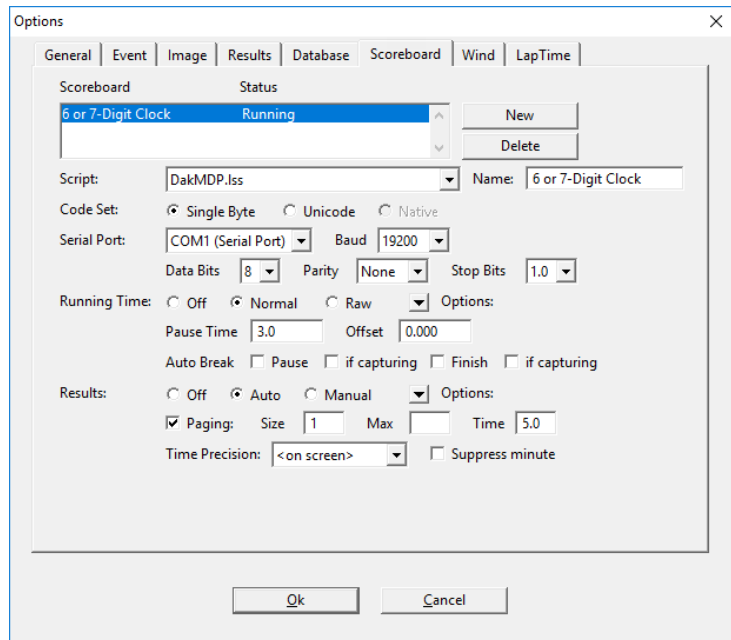 Options
General Event Image Results Database Scoreboard Wind LapTime
Scoreboard Status
6 or 7-Digit Clock Running
New
Delete
Script: DakMDP.lss Name: 6 or 7-Digit Clock
Code Set: Single Byte Unicode Native
Serial Port: COM1 (Serial Port) Baud 19200
Data Bits 8 Parity None Stop Bits 1.0
Running Time: Off Normal Raw Options:
Pause Time 3.0 Offset 0.000
Auto Break Pause if capturing Finish if capturing
Results: Off Auto Manual Options:
Paging: Size 1 Max Time 5.0
Time Precision: <on screen> Suppress minute
Ok Cancel